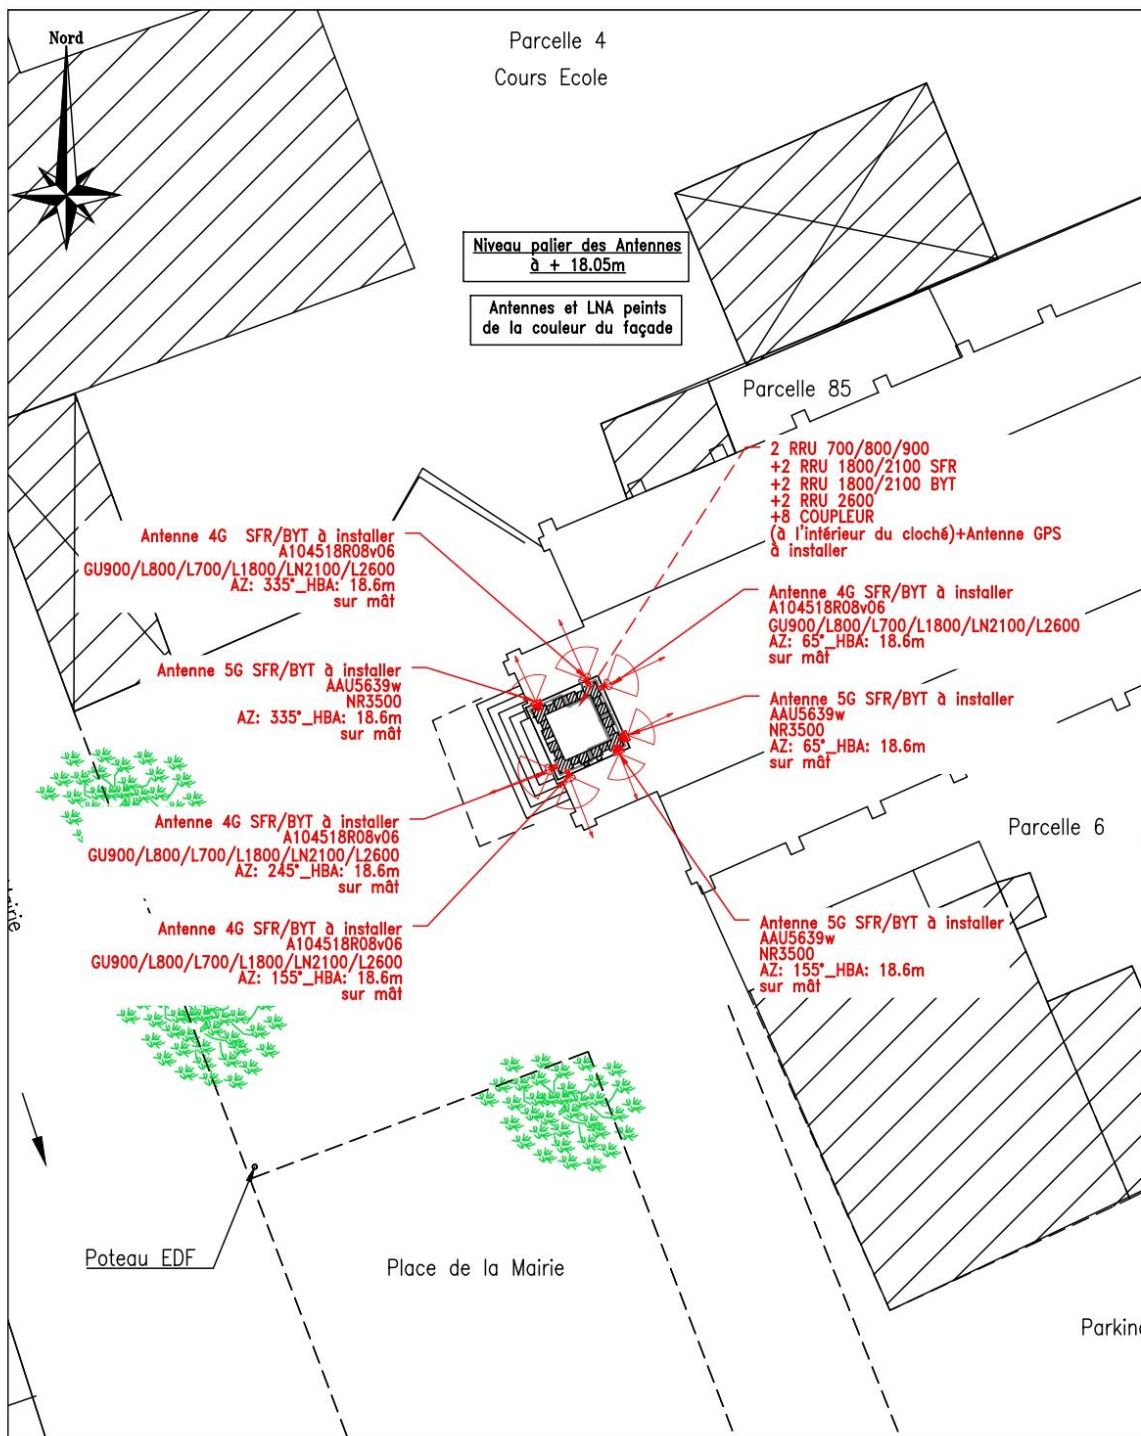 Nord
Parcelle 4
Cours Ecole
Niveau palier des Antennes
à + 18.05m
Antennes et LNA peints
de la couleur du façade
Parcelle 85
2 RRU 700/800/900
+2 RRU 1800/2100 SFR
+2 RRU 1800/2100 BYT
+2 RRU 2600
+8 COUPLEUR
(à l'intérieur du cloché)+Antenne GPS
à installer
Antenne 4G SFR/BYT à installer
A104518R08v06
GU900/L800/L700/L1800/LN2100/L2600
AZ: 335°_HBA: 18.6m
sur mât
Antenne 4G SFR/BYT à installer
A104518R08v06
GU900/L800/L700/L1800/LN2100/L2600
AZ: 65°_HBA: 18.6m
sur mât
Antenne 5G SFR/BYT à installer
AAU5639w
NR3500
AZ: 335°_HBA: 18.6m
sur mât
Antenne 5G SFR/BYT à installer
AAU5639w
NR3500
AZ: 65°_HBA: 18.6m
sur mât
Antenne 4G SFR/BYT à installer
A104518R08v06
GU900/L800/L700/L1800/LN2100/L2600
AZ: 245°_HBA: 18.6m
sur mât
Parcelle 6
Antenne 4G SFR/BYT à installer
A104518R08v06
GU900/L800/L700/L1800/LN2100/L2600
AZ: 155°_HBA: 18.6m
sur mât
Antenne 5G SFR/BYT à installer
AAU5639w
NR3500
AZ: 155°_HBA: 18.6m
sur mât
Poteau EDF
Place de la Mairie